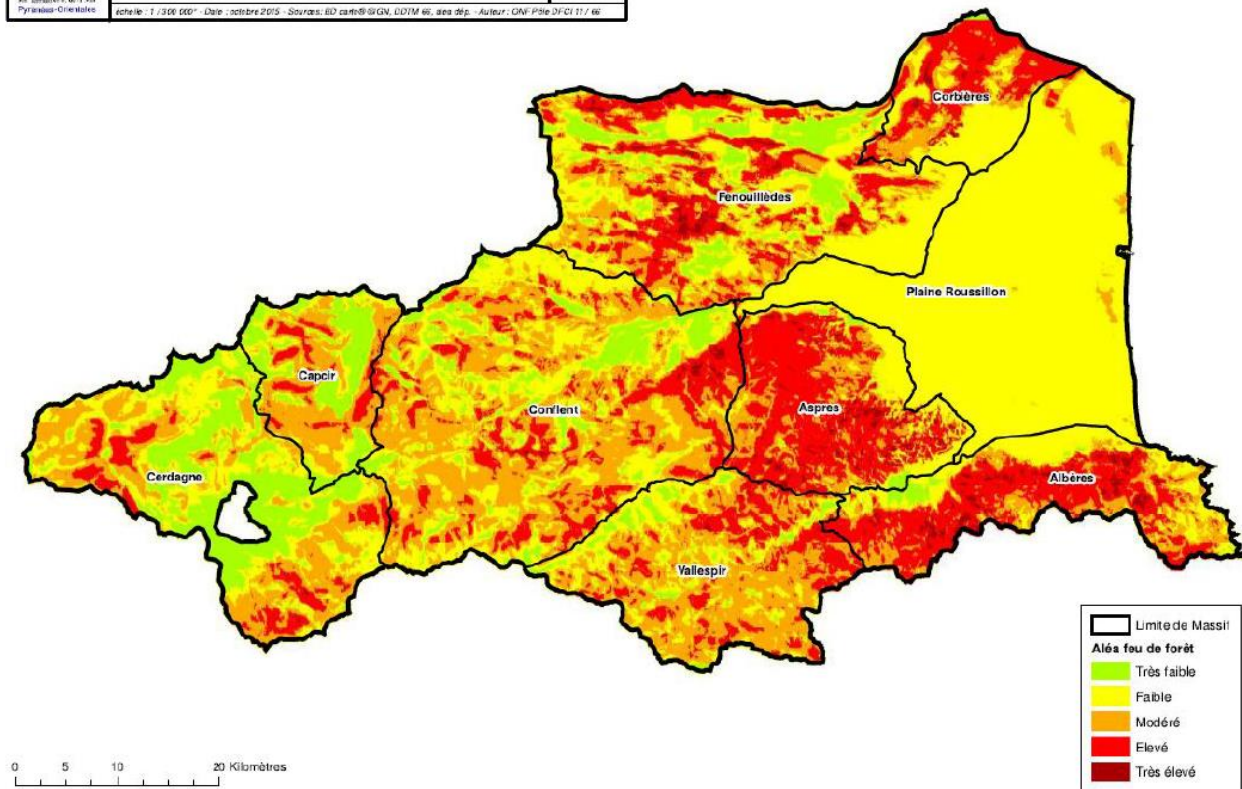 Pyrénées-Orientales
échelle : 1 / 300 000° - Date : octobre 2015 - Sources: BD carto®©IGN, DDTM 66, sies dép. - Auteur : ONF Pôle DFCI 11 / 66
Corbières
Fenouillèdes
Plaine Roussillon
Capcir
Conflent
Aspres
Cerdagne
Albères
Vallespir
Limite de Massif
Aléa feu de forêt
Très faible
Faible
Modéré
Elevé
Très élevé
0 5 10 20 Kilomètres